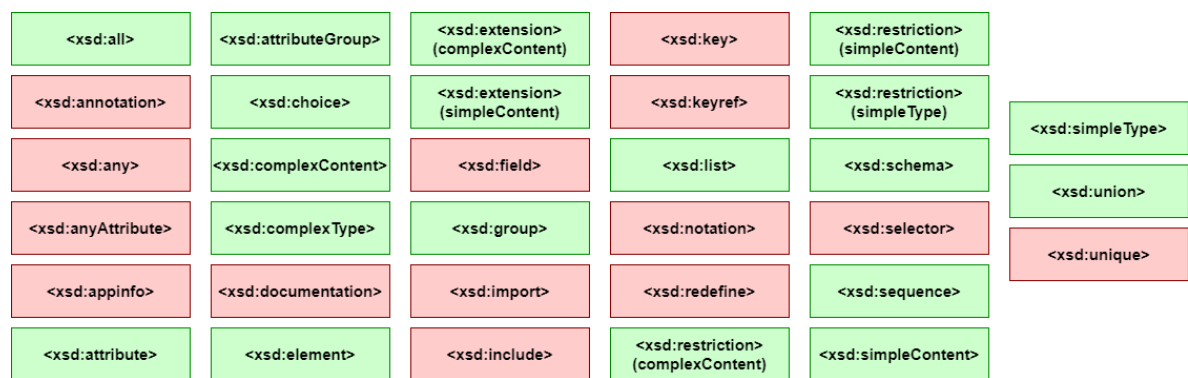 <xsd:all>
<xsd:annotation>
<xsd:any>
<xsd:anyAttribute>
<xsd:appinfo>
<xsd:attribute>
<xsd:attributeGroup>
<xsd:choice>
<xsd:complexContent>
<xsd:complexType>
<xsd:documentation>
<xsd:element>
<xsd:extension>
(complexContent)
<xsd:extension>
(simpleContent)
<xsd:field>
<xsd:group>
<xsd:import>
<xsd:include>
<xsd:key>
<xsd:keyref>
<xsd:list>
<xsd:notation>
<xsd:redefine>
<xsd:restriction>
(complexContent)
<xsd:restriction>
(simpleContent)
<xsd:restriction>
(simpleType)
<xsd:schema>
<xsd:selector>
<xsd:sequence>
<xsd:simpleContent>
<xsd:simpleType>
<xsd:union>
<xsd:unique>